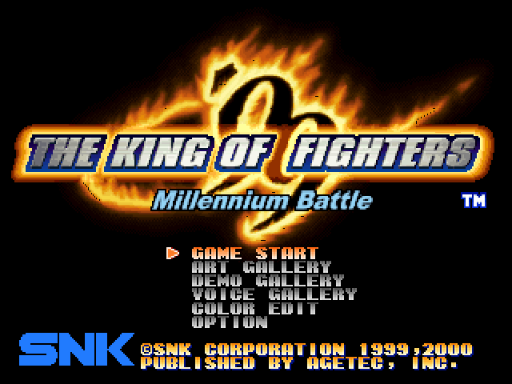 '99
THE KING OF FIGHTERS
Millennium Battle
TM
GAME START
ART GALLERY
DEMO GALLERY
VOICE GALLERY
COLOR EDIT
OPTION
SNK
©SNK CORPORATION 1999,2000
PUBLISHED BY AGETEC, INC.